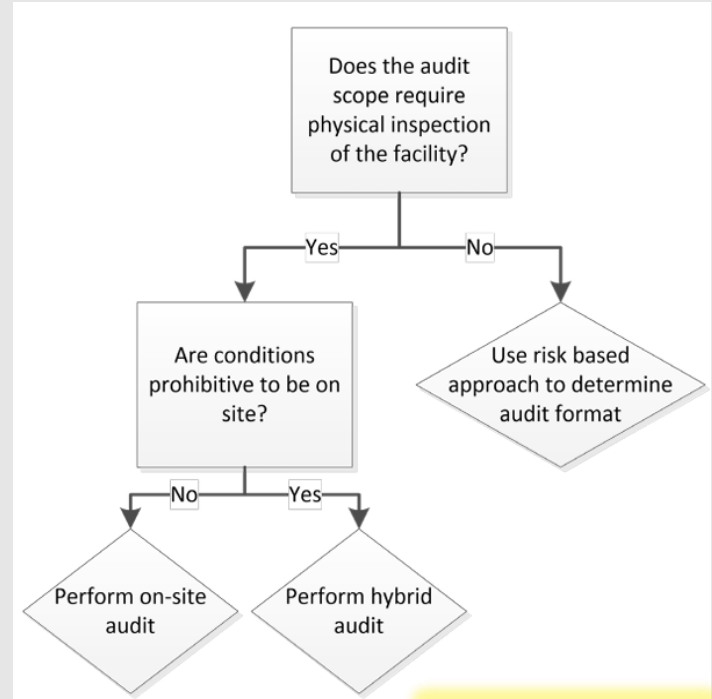 Does the audit
scope require
physical inspection
of the facility?
Yes
No
Are conditions
prohibitive to be on
site?
Use risk based
approach to determine
audit format
No
Yes
Perform on-site
audit
Perform hybrid
audit